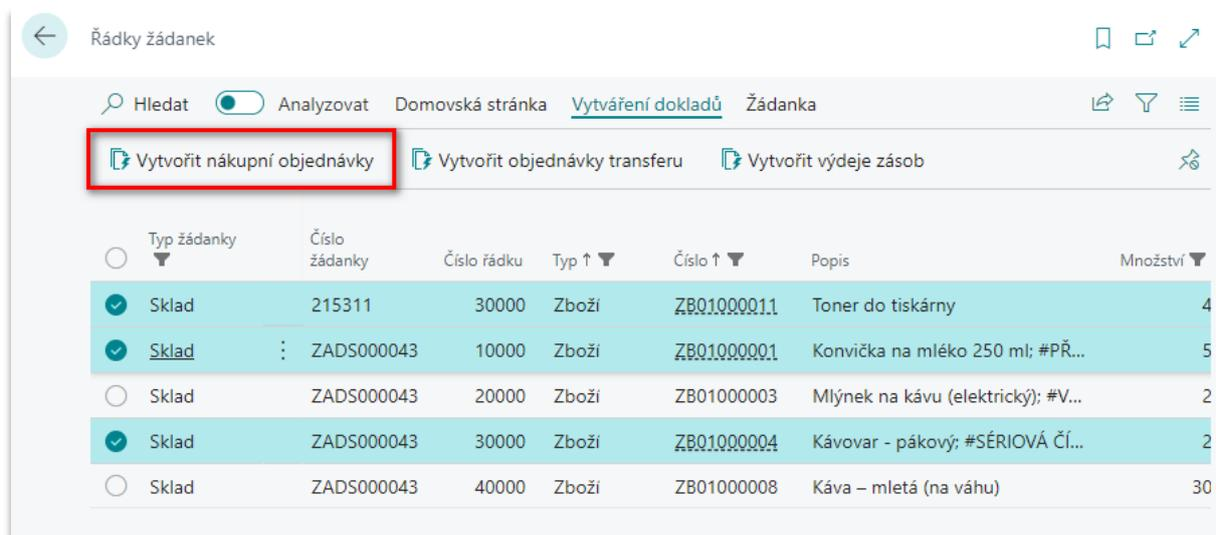 Řádky žádanek
Hledat Analyzovat Domovská stránka Vytváření dokladů Žádanka
Vytvořit nákupní objednávky Vytvořit objednávky transferu Vytvořit výdeje zásob
Typ žádanky Číslo žádanky Číslo řádku Typ ↑ Číslo ↑ Popis Množství
Sklad 215311 30000 Zboží ZB01000011 Toner do tiskárny 4
Sklad ZADS000043 10000 Zboží ZB01000001 Konvička na mléko 250 ml; #PŘ... 5
Sklad ZADS000043 20000 Zboží ZB01000003 Mlýnek na kávu (elektrický); #V... 2
Sklad ZADS000043 30000 Zboží ZB01000004 Kávovar - pákový; #SÉRIOVÁ ČÍ... 2
Sklad ZADS000043 40000 Zboží ZB01000008 Káva – mletá (na váhu) 30